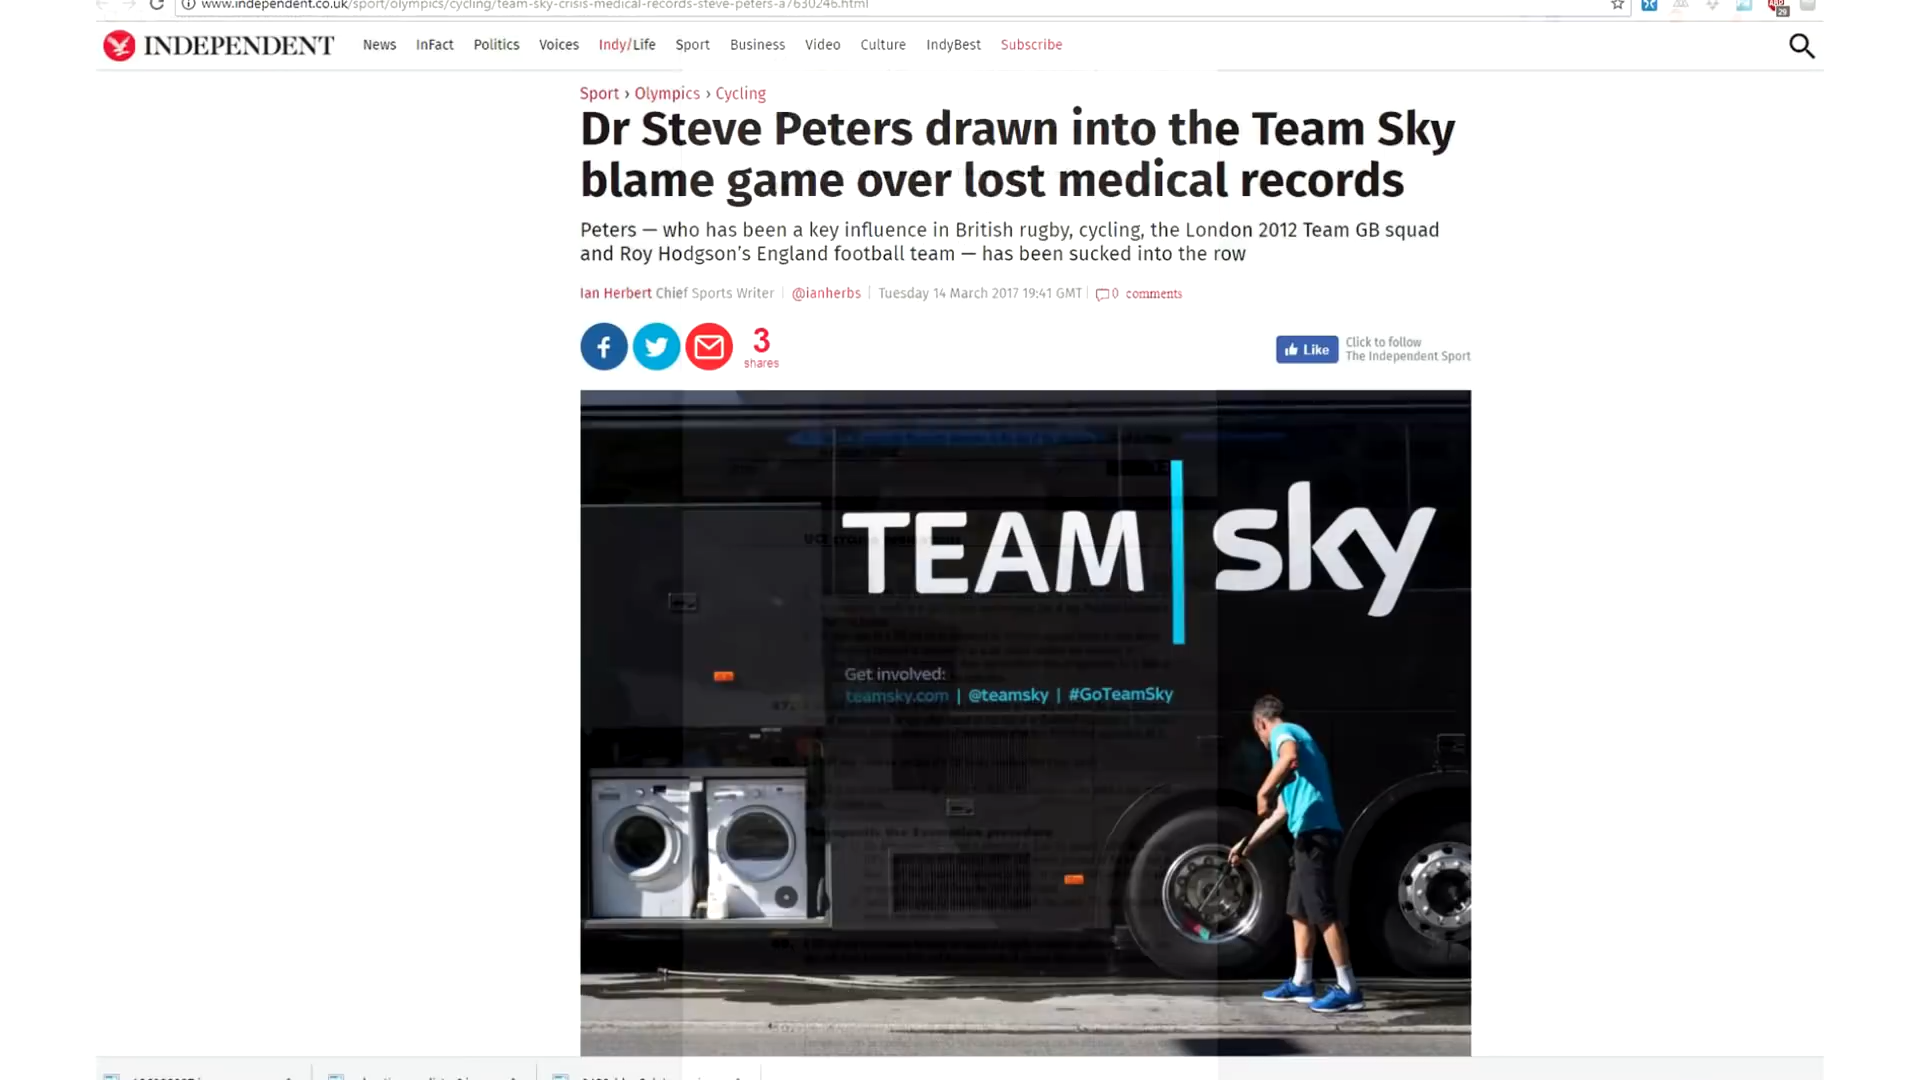 www.independent.co.uk/sport/olympics/cycling/team-sky-crisis-medical-records-steve-peters-a7630246.html
INDEPENDENT News InFact Politics Voices Indy/Life Sport Business Video Culture IndyBest Subscribe
Sport › Olympics › Cycling
Dr Steve Peters drawn into the Team Sky
blame game over lost medical records
Peters — who has been a key influence in British rugby, cycling, the London 2012 Team GB squad
and Roy Hodgson's England football team — has been sucked into the row
Ian Herbert Chief Sports Writer @ianherbs Tuesday 14 March 2017 19:41 GMT 0 comments
3
shares
Like
Click to follow
The Independent Sport
TEAM sky
Get involved:
teamsky.com | @teamsky | #GoTeamSky